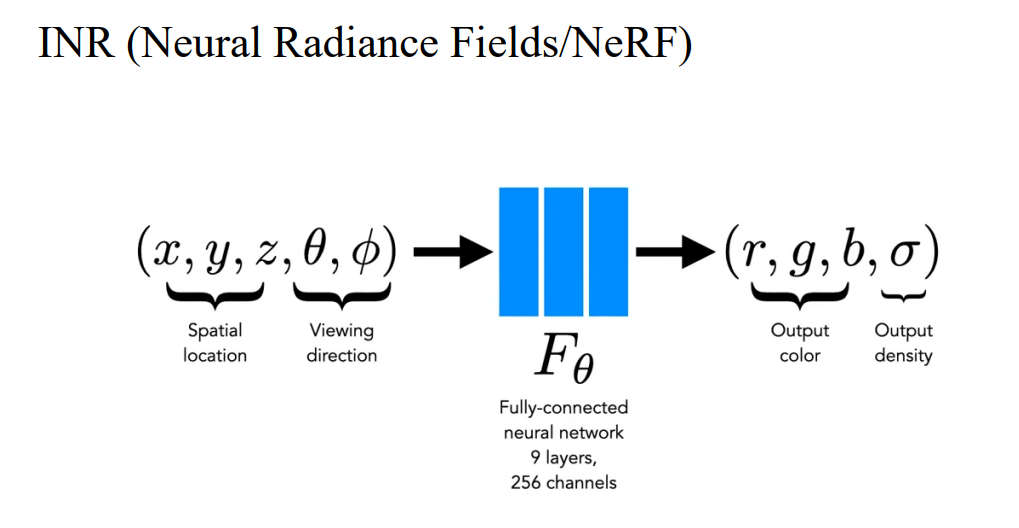 INR (Neural Radiance Fields/NeRF)
(x, y, z, θ, ϕ)
(r, g, b, σ)
Spatial
location
Viewing
direction
F_θ
Fully-connected
neural network
9 layers,
256 channels
Output
color
Output
density